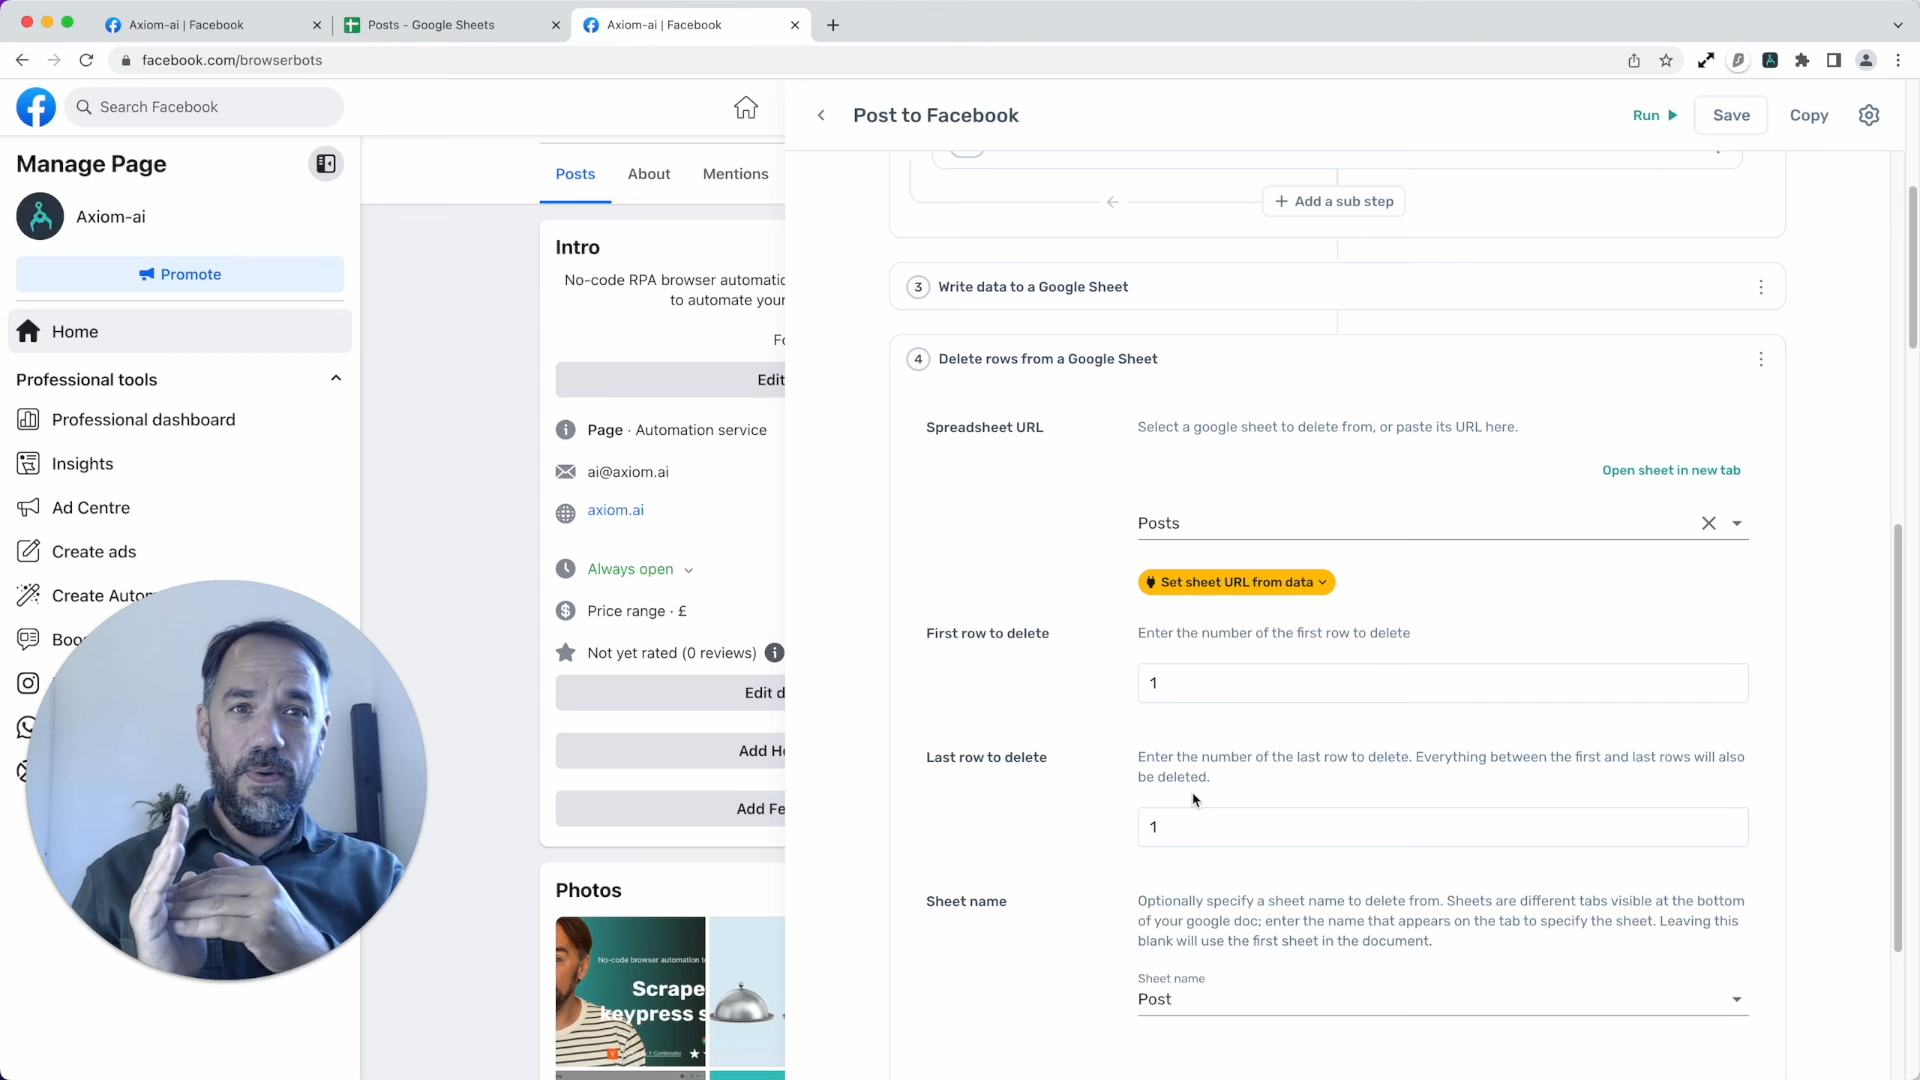 Axiom-ai | Facebook
Posts - Google Sheets
Axiom-ai | Facebook
facebook.com/browserbots
Search Facebook
Manage Page
Axiom-ai
Promote
Home
Professional tools
Professional dashboard
Insights
Ad Centre
Create ads
Posts
About
Mentions
Intro
No-code RPA browser
to automate your
Edit
Page · Automation service
ai@axiom.ai
axiom.ai
Always open
Price range · £
Not yet rated (0 reviews)
Edit
Add
Add
Photos
No-code browser automation
Scrape
keypress
Post to Facebook
Run
Save
Copy
+ Add a sub step
3 Write data to a Google Sheet
4 Delete rows from a Google Sheet
Spreadsheet URL
Select a google sheet to delete from, or paste its URL here.
Open sheet in new tab
Posts
Set sheet URL from data
First row to delete
Enter the number of the first row to delete
1
Last row to delete
Enter the number of the last row to delete. Everything between the first and last rows will also
be deleted.
1
Sheet name
Optionally specify a sheet name to delete from. Sheets are different tabs visible at the bottom
of your google doc; enter the name that appears on the tab to specify the sheet. Leaving this
blank will use the first sheet in the document.
Sheet name
Post